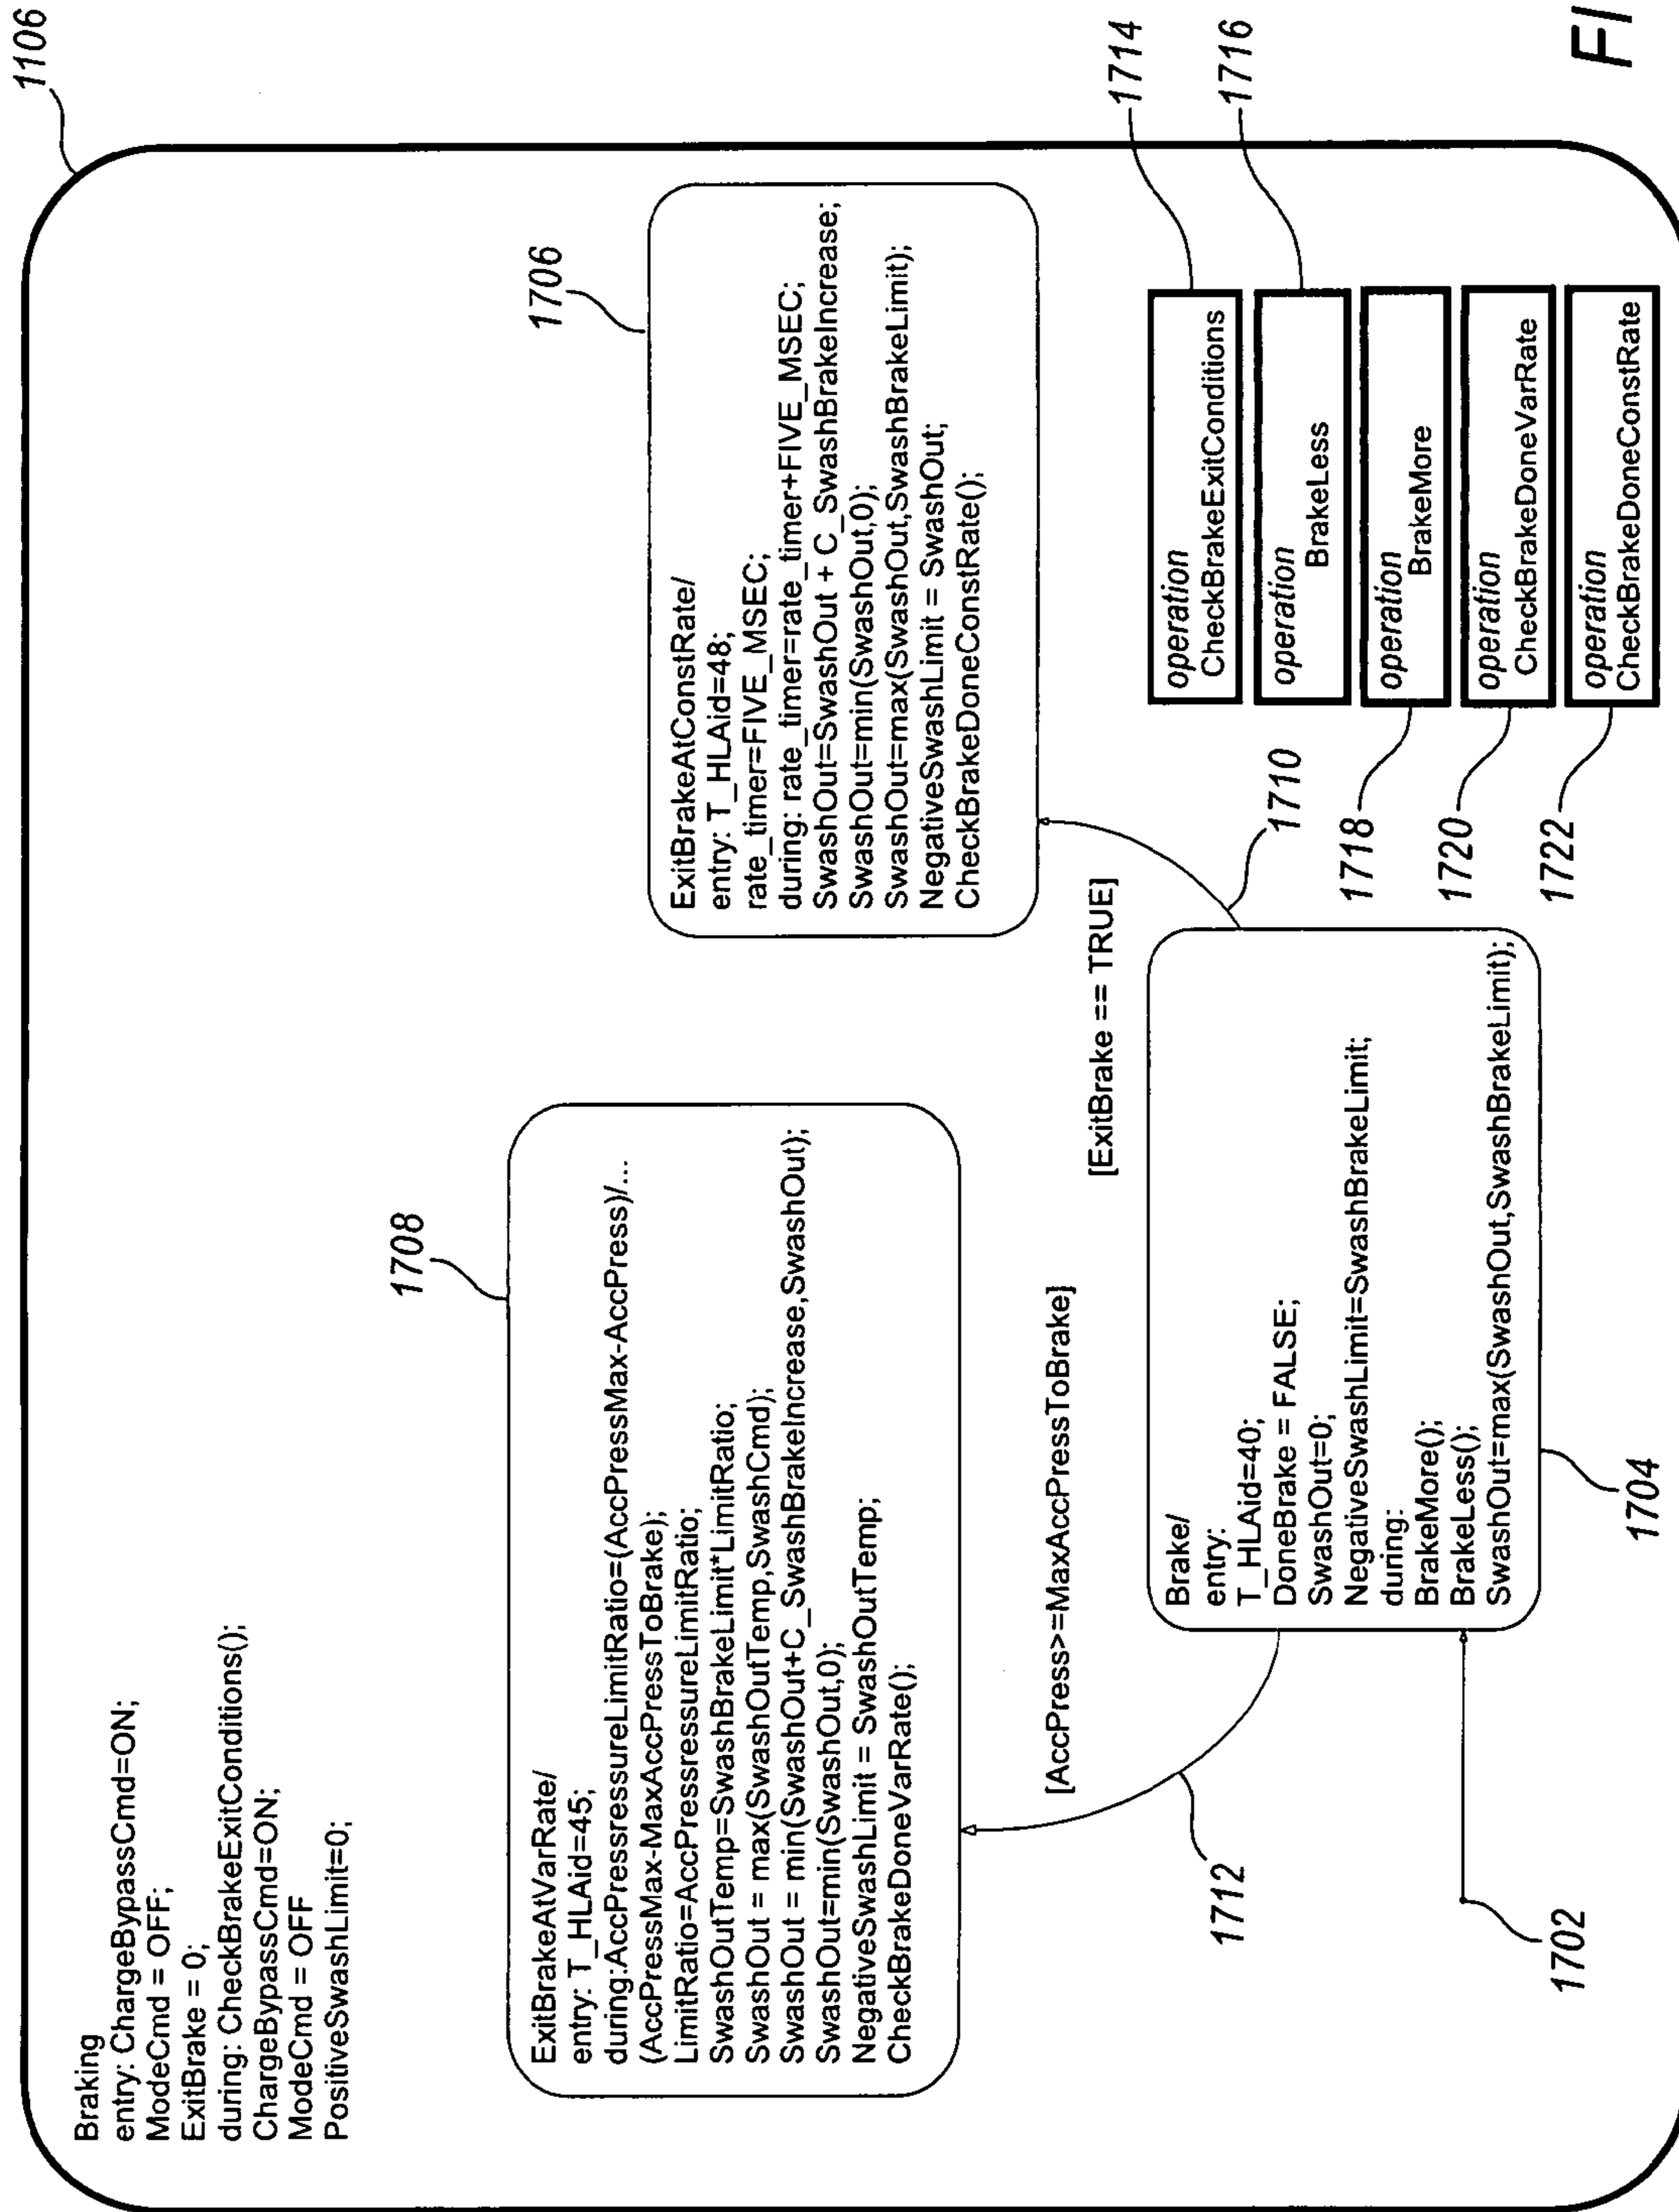 1106
Braking
entry: ChargeBypassCmd=ON;
ModeCmd = OFF;
ExitBrake = 0;
during: CheckBrakeExitConditions();
ChargeBypassCmd=ON;
ModeCmd = OFF
PositiveSwashLimit=0;
1708
ExitBrakeAtVarRate/
entry: T_HLAid=45;
during:AccPressressureLimitRatio=(AccPressMax-AccPress)/...
(AccPressMax-MaxAccPressToBrake);
LimitRatio=AccPressressureLimitRatio;
SwashOutTemp=SwashBrakeLimit*LimitRatio;
SwashOut = max(SwashOutTemp,SwashCmd);
SwashOut = min(SwashOut+C_SwashBrakeIncrease,SwashOut);
SwashOut=min(SwashOut,0);
NegativeSwashLimit = SwashOutTemp;
CheckBrakeDoneVarRate();
1706
ExitBrakeAtConstRate/
entry: T_HLAid=48;
rate_timer=FIVE_MSEC;
during: rate_timer=rate_timer+FIVE_MSEC;
SwashOut=SwashOut + C_SwashBrakeIncrease;
SwashOut=min(SwashOut,0);
SwashOut=max(SwashOut,SwashBrakeLimit);
NegativeSwashLimit = SwashOut;
CheckBrakeDoneConstRate();
[AccPress>=MaxAccPressToBrake]
[ExitBrake == TRUE]
1712
1710
Brake/
entry:
T_HLAid=40;
DoneBrake = FALSE;
SwashOut=0;
NegativeSwashLimit=SwashBrakeLimit;
during:
BrakeMore();
BrakeLess();
SwashOut=max(SwashOut,SwashBrakeLimit);
1702
1704
operation
CheckBrakeExitConditions
1714
operation
BrakeLess
1716
operation
BrakeMore
1718
operation
CheckBrakeDoneVarRate
1720
operation
CheckBrakeDoneConstRate
1722
FI